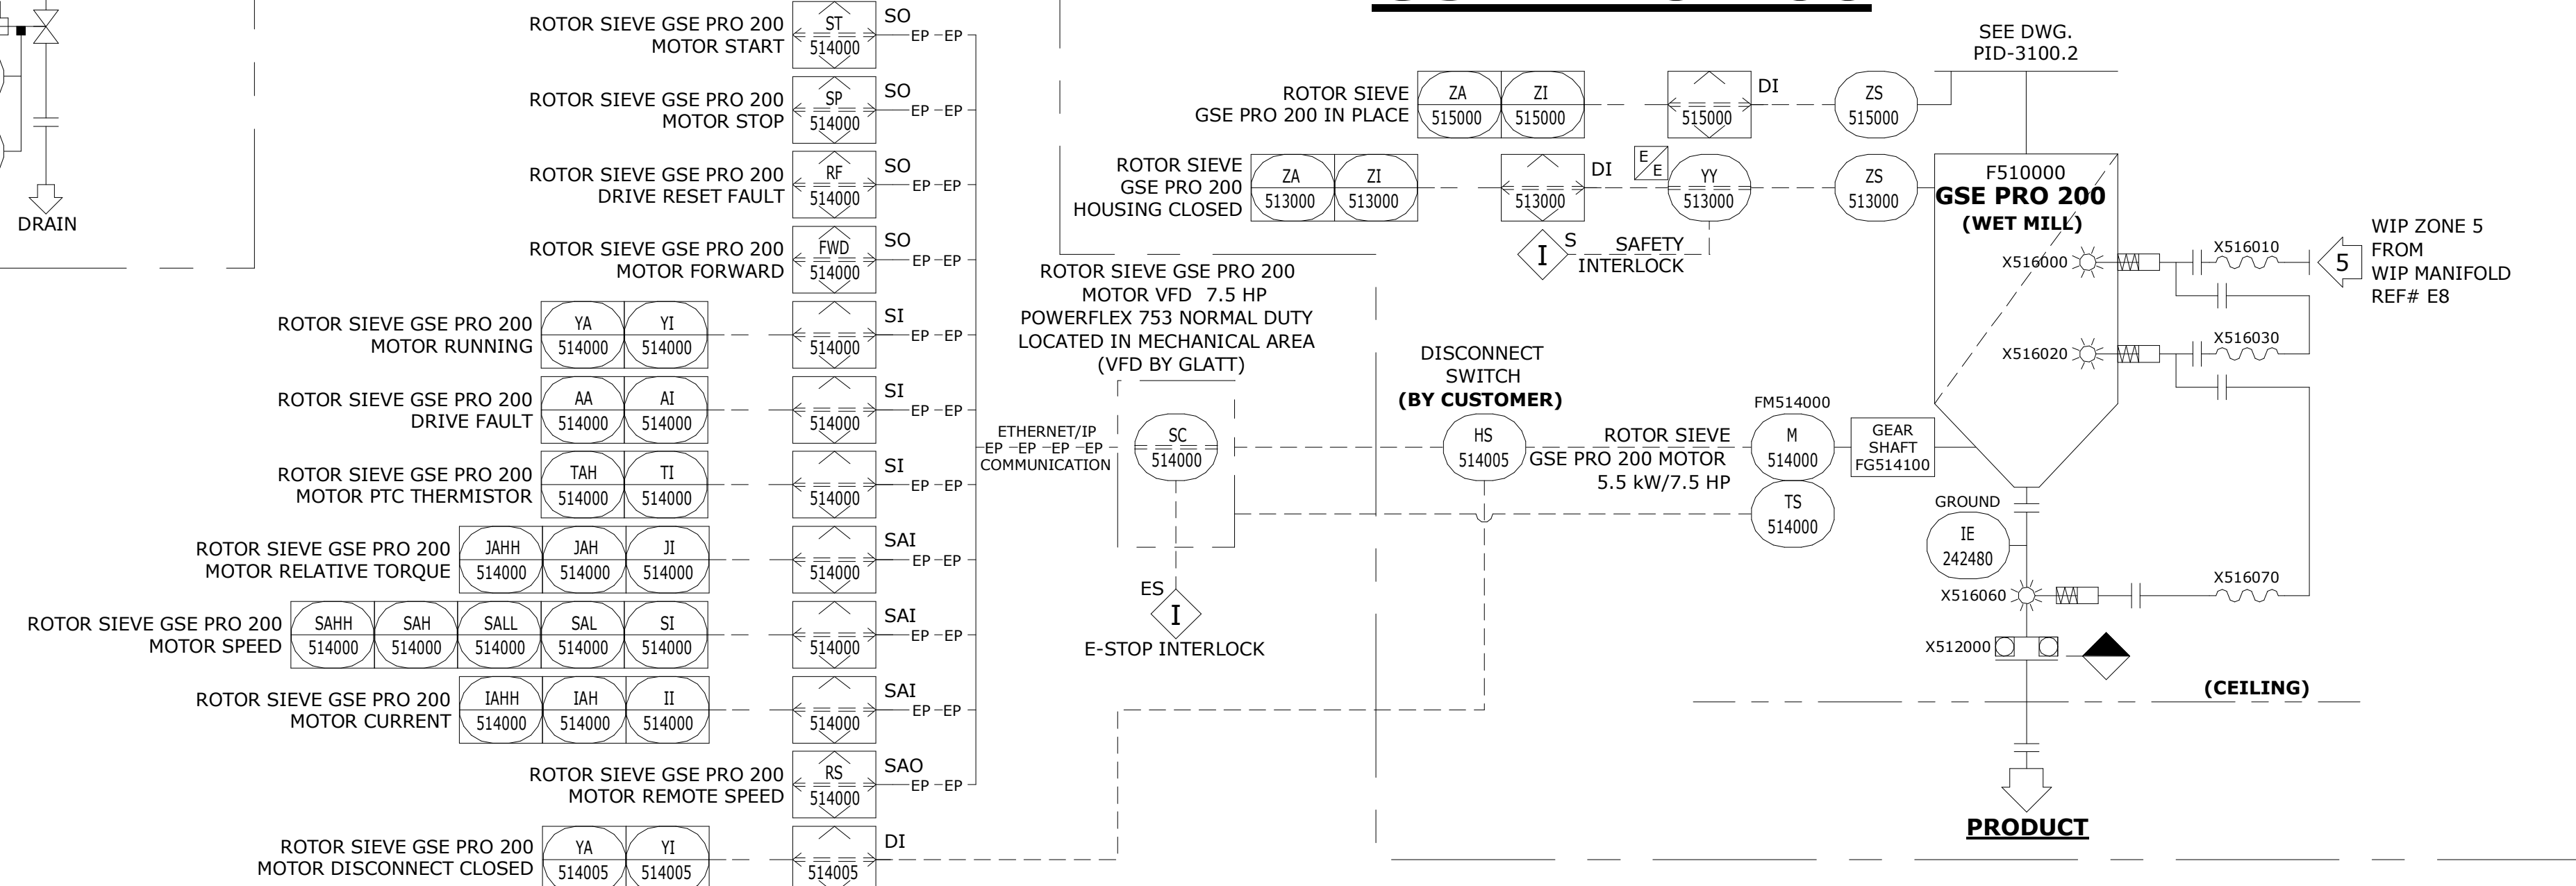 DRAIN
ROTOR SIEVE GSE PRO 200
MOTOR START
ST
514000
SO
EP EP
ROTOR SIEVE GSE PRO 200
MOTOR STOP
SP
514000
SO
EP EP
ROTOR SIEVE GSE PRO 200
DRIVE RESET FAULT
RF
514000
SO
EP EP
ROTOR SIEVE GSE PRO 200
MOTOR FORWARD
FWD
514000
SO
EP EP
ROTOR SIEVE GSE PRO 200
MOTOR RUNNING
YA
514000
YI
514000
514000
SI
EP EP
ROTOR SIEVE GSE PRO 200
DRIVE FAULT
AA
514000
AI
514000
514000
SI
EP EP
ROTOR SIEVE GSE PRO 200
MOTOR PTC THERMISTOR
TAH
514000
TI
514000
514000
SI
EP EP
ROTOR SIEVE GSE PRO 200
MOTOR RELATIVE TORQUE
JAHH
514000
JAH
514000
JI
514000
514000
SAI
EP EP
ROTOR SIEVE GSE PRO 200
MOTOR SPEED
SAHH
514000
SAH
514000
SALL
514000
SAL
514000
SI
514000
514000
SAI
EP EP
ROTOR SIEVE GSE PRO 200
MOTOR CURRENT
IAHH
514000
IAH
514000
II
514000
514000
SAI
EP EP
ROTOR SIEVE GSE PRO 200
MOTOR REMOTE SPEED
RS
514000
SAO
EP EP
ROTOR SIEVE GSE PRO 200
MOTOR DISCONNECT CLOSED
YA
514005
YI
514005
514005
DI
ETHERNET/IP
EP EP EP EP
COMMUNICATION
ROTOR SIEVE GSE PRO 200
MOTOR VFD 7.5 HP
POWERFLEX 753 NORMAL DUTY
LOCATED IN MECHANICAL AREA
(VFD BY GLATT)
SC
514000
ES
I
E-STOP INTERLOCK
ROTOR SIEVE
GSE PRO 200 IN PLACE
ZA
515000
ZI
515000
515000
DI
ZS
515000
ROTOR SIEVE
GSE PRO 200
HOUSING CLOSED
ZA
513000
ZI
513000
513000
DI
E
E
YY
513000
ZS
513000
I
S
SAFETY
INTERLOCK
DISCONNECT
SWITCH
(BY CUSTOMER)
HS
514005
ROTOR SIEVE
GSE PRO 200 MOTOR
5.5 kW/7.5 HP
FM514000
M
514000
TS
514000
GEAR
SHAFT
FG514100
SEE DWG.
PID-3100.2
F510000
GSE PRO 200
(WET MILL)
X516000
X516010
5
WIP ZONE 5
FROM
WIP MANIFOLD
REF# E8
X516020
X516030
GROUND
IE
242480
X516060
X516070
X512000
(CEILING)
PRODUCT